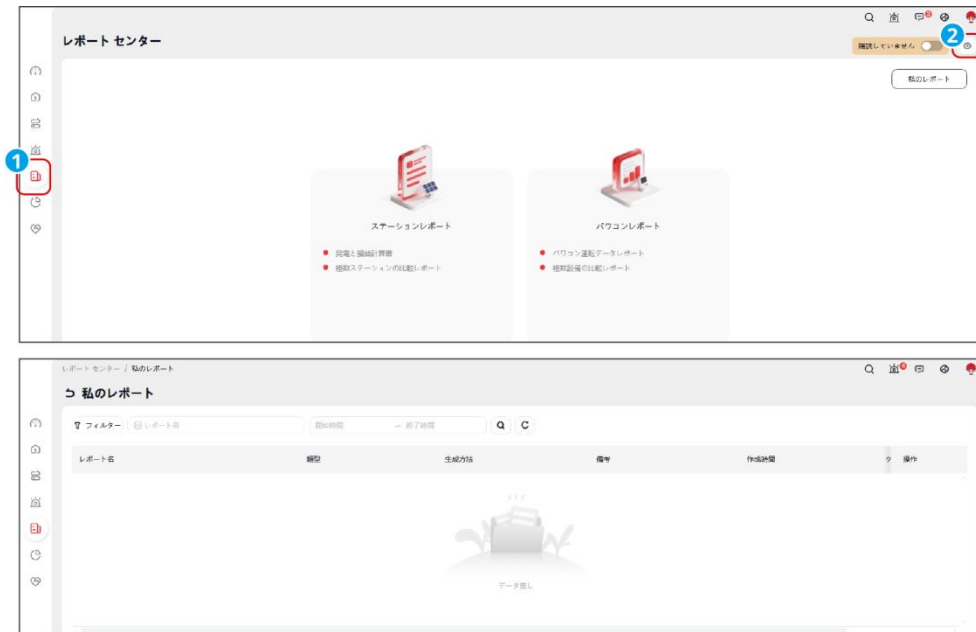 8
レポート センター
2
購読していません
私のレポート
1
ステーションレポート
パワコンレポート
発電と損益計算書
パワコン運転データレポート
複数ステーションの比較レポート
複数設備の比較レポート
レポート センター / 私のレポート
私のレポート
フィルター
レポート名
開始時間
終了時間
レポート名
類型
生成方法
備考
作成時間
ク
操作
データ無し